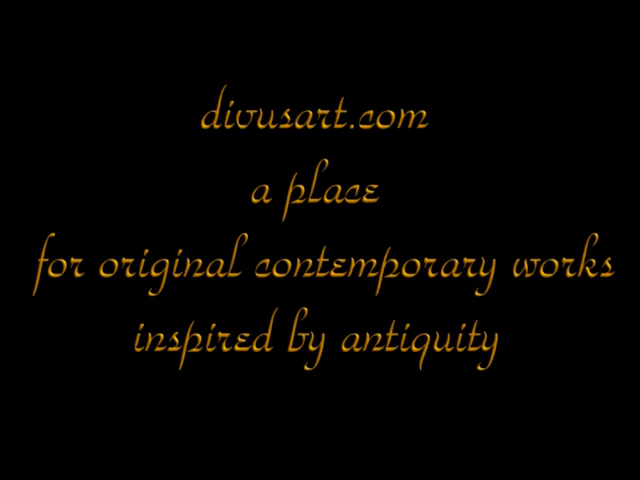 divusart.com
a place
for original contemporary works
inspired by antiquity